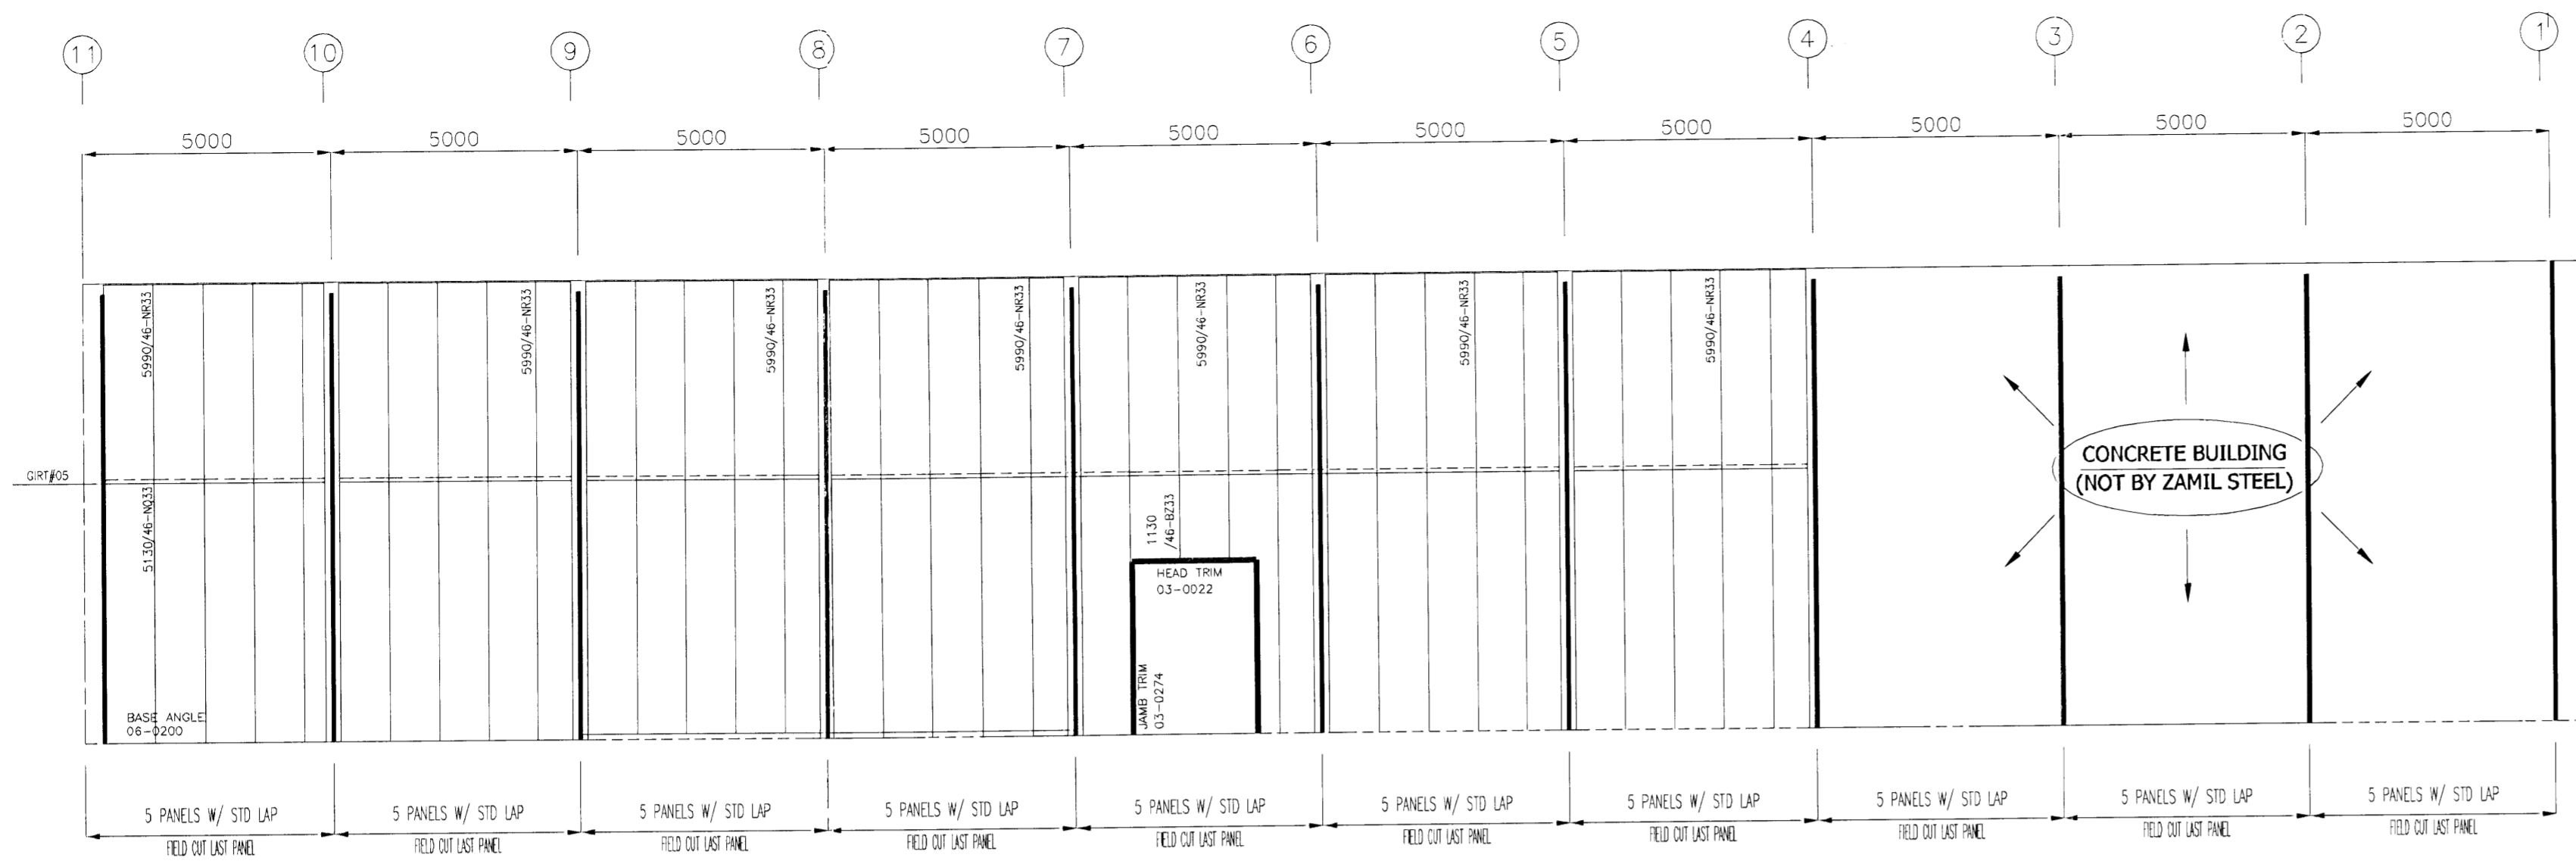 11 10 9 8 7 6 5 4 3 2 1'
5000 5000 5000 5000 5000 5000 5000 5000 5000 5000
5990/46-NR33 5990/46-NR33 5990/46-NR33 5990/46-NR33 5990/46-NR33 5990/46-NR33 5990/46-NR33
CONCRETE BUILDING
(NOT BY ZAMIL STEEL)
GIRT#05
5130/46-NQ33
1130
/46-BZ33
HEAD TRIM
03-0022
JAMB TRIM
03-0274
BASE ANGLE
06-0200
5 PANELS W/ STD LAP 5 PANELS W/ STD LAP 5 PANELS W/ STD LAP 5 PANELS W/ STD LAP 5 PANELS W/ STD LAP 5 PANELS W/ STD LAP 5 PANELS W/ STD LAP 5 PANELS W/ STD LAP 5 PANELS W/ STD LAP 5 PANELS W/ STD LAP
FIELD CUT LAST PANEL FIELD CUT LAST PANEL FIELD CUT LAST PANEL FIELD CUT LAST PANEL FIELD CUT LAST PANEL FIELD CUT LAST PANEL FIELD CUT LAST PANEL FIELD CUT LAST PANEL FIELD CUT LAST PANEL FIELD CUT LAST PANEL